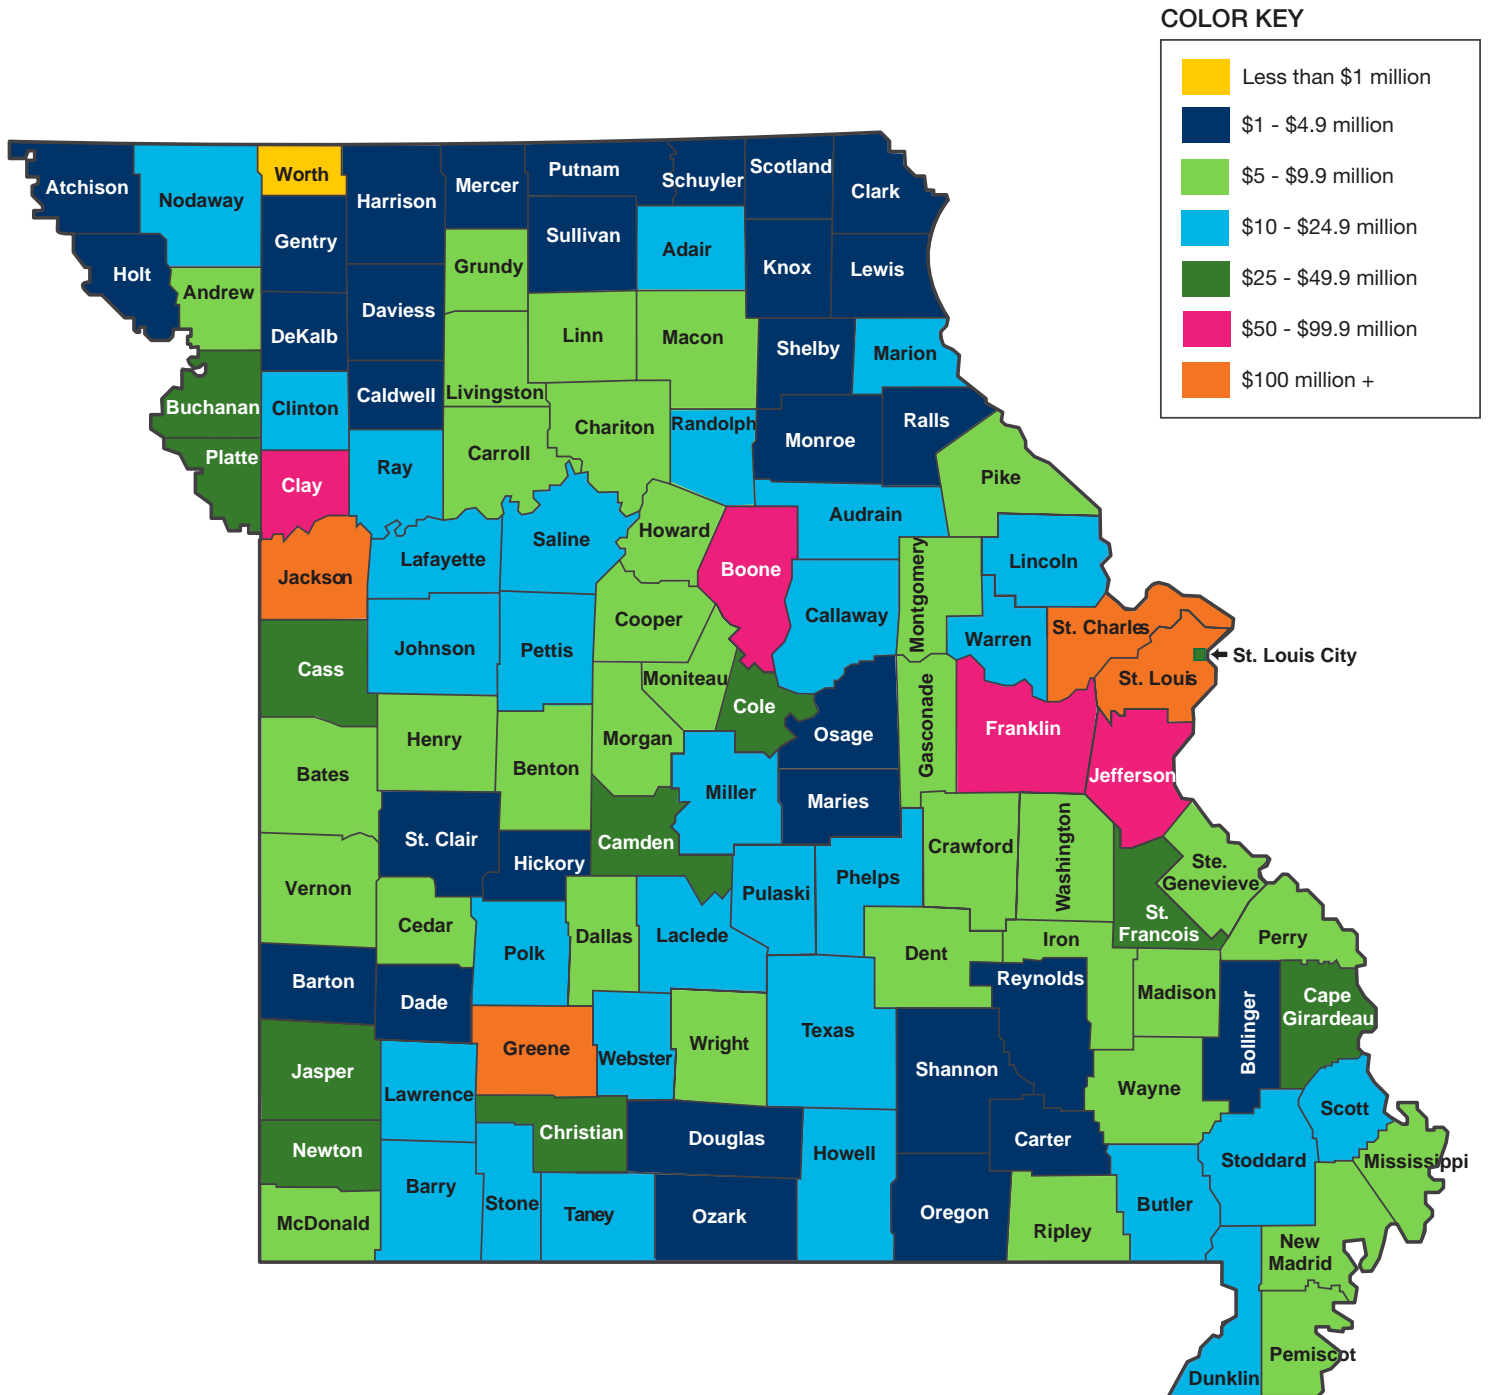 COLOR KEY
Less than $1 million
$1 - $4.9 million
$5 - $9.9 million
$10 - $24.9 million
$25 - $49.9 million
$50 - $99.9 million
$100 million +
Atchison
Nodaway
Worth
Harrison
Mercer
Putnam
Schuyler
Scotland
Clark
Gentry
Sullivan
Adair
Knox
Lewis
Holt
Andrew
Grundy
DeKalb
Daviess
Linn
Macon
Shelby
Marion
Buchanan
Clinton
Caldwell
Livingston
Chariton
Randolph
Monroe
Ralls
Platte
Clay
Ray
Carroll
Pike
Audrain
Howard
Saline
Lafayette
Jackson
Boone
Montgomery
Lincoln
Callaway
Cooper
Warren
St. Charles
St. Louis City
St. Louis
Cass
Johnson
Pettis
Moniteau
Cole
Osage
Gasconade
Franklin
Jefferson
Bates
Henry
Benton
Morgan
Miller
Maries
St. Clair
Hickory
Camden
Pulaski
Phelps
Crawford
Washington
Ste.
Genevieve
St.
Francois
Vernon
Cedar
Polk
Dallas
Laclede
Dent
Iron
Perry
Barton
Dade
Reynolds
Madison
Bollinger
Cape
Girardeau
Jasper
Lawrence
Greene
Webster
Wright
Texas
Shannon
Wayne
Scott
Newton
Christian
Douglas
Howell
Carter
Stoddard
Mississippi
McDonald
Barry
Stone
Taney
Ozark
Oregon
Ripley
Butler
New
Madrid
Pemiscot
Dunklin